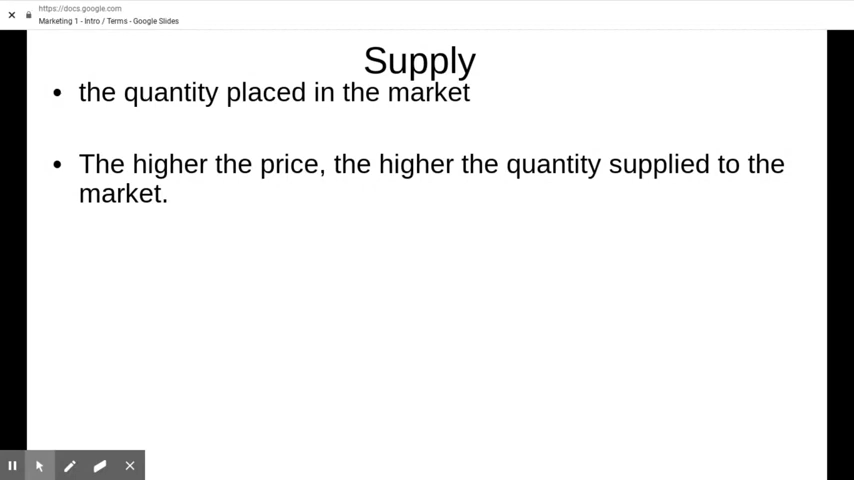 https://docs.google.com
Marketing 1 - Intro / Terms - Google Slides
Supply
• the quantity placed in the market
• The higher the price, the higher the quantity supplied to the
market.